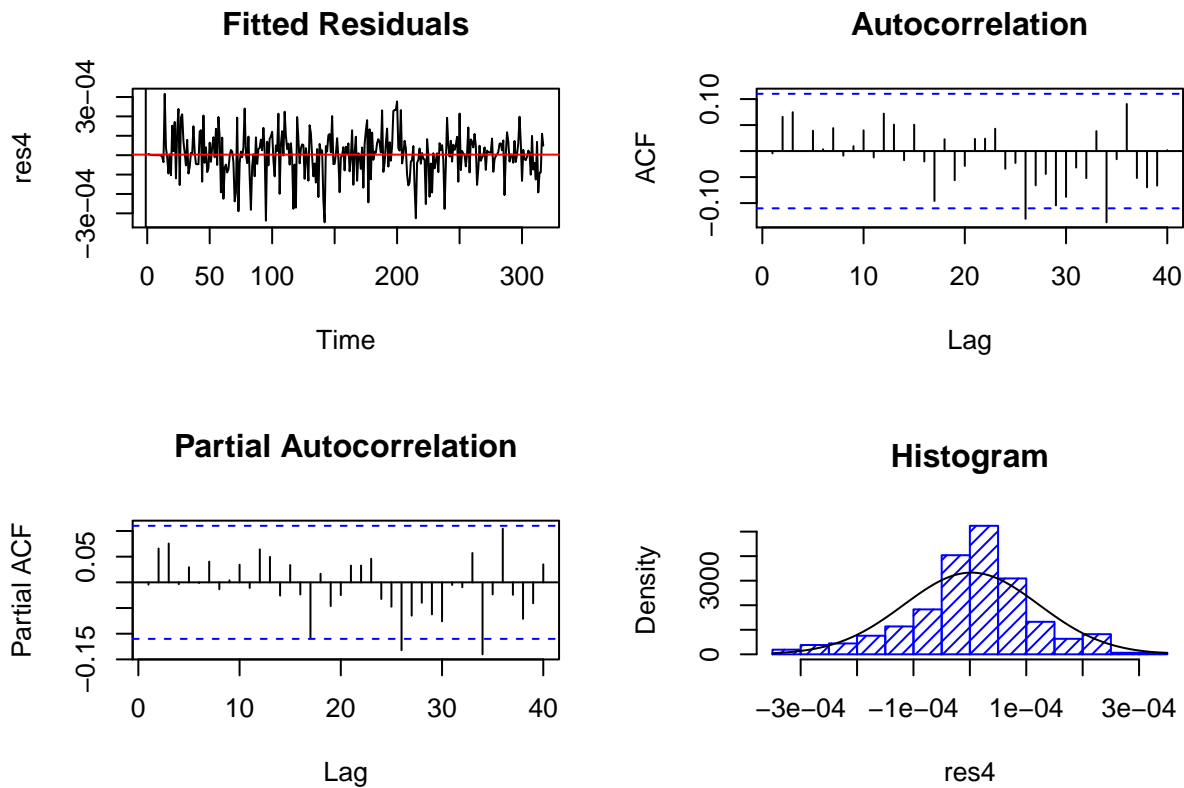 Fitted Residuals
res4
−3e−04
3e−04
0
50
100
200
300
Time
Autocorrelation
ACF
−0.10
0.10
0
10
20
30
40
Lag
Partial Autocorrelation
Partial ACF
−0.15
0.05
0
10
20
30
40
Lag
Histogram
Density
0
3000
−3e−04
−1e−04
1e−04
3e−04
res4